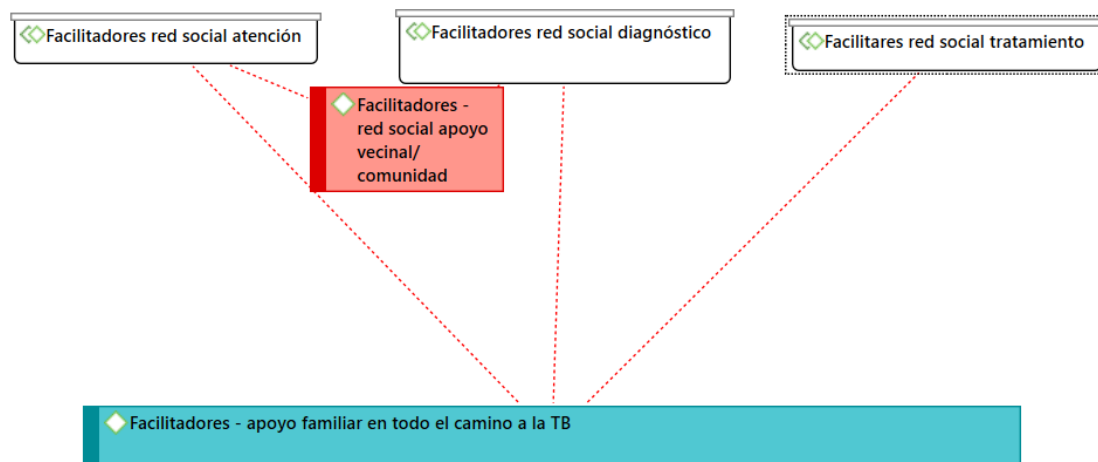 Facilitadores red social atención
Facilitadores red social diagnóstico
Facilitares red social tratamiento
Facilitadores -
red social apoyo
vecinal/
comunidad
Facilitadores - apoyo familiar en todo el camino a la TB